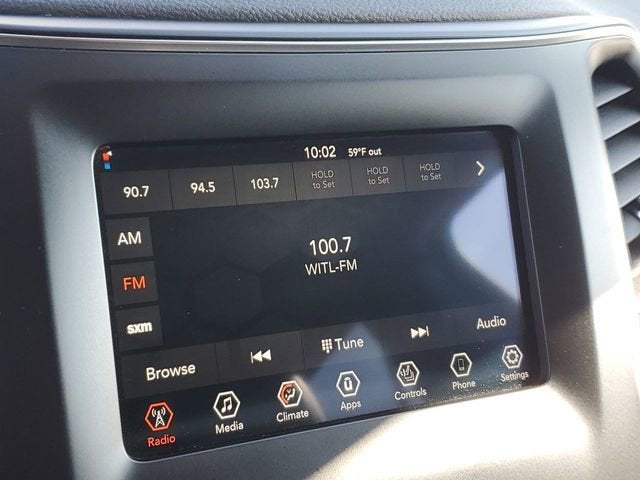 10:02 59°F out
90.7 94.5 103.7 HOLD to Set HOLD to Set HOLD to Set
AM
FM
sxm
100.7
WITL-FM
Browse Tune Audio
Radio Media Climate Apps Controls Phone Settings